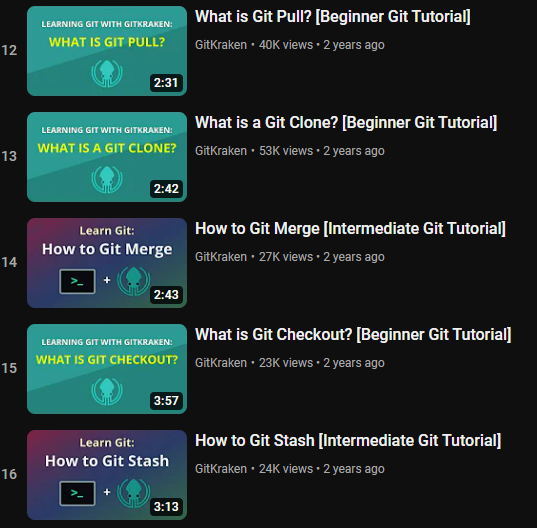 12
LEARNING GIT WITH GITKRAKEN:
WHAT IS GIT PULL?
2:31
What is Git Pull? [Beginner Git Tutorial]
GitKraken • 40K views • 2 years ago
13
LEARNING GIT WITH GITKRAKEN:
WHAT IS A GIT CLONE?
2:42
What is a Git Clone? [Beginner Git Tutorial]
GitKraken • 53K views • 2 years ago
14
Learn Git:
How to Git Merge
>_ +
2:43
How to Git Merge [Intermediate Git Tutorial]
GitKraken • 27K views • 2 years ago
15
LEARNING GIT WITH GITKRAKEN:
WHAT IS GIT CHECKOUT?
3:57
What is Git Checkout? [Beginner Git Tutorial]
GitKraken • 23K views • 2 years ago
16
Learn Git:
How to Git Stash
>_ +
3:13
How to Git Stash [Intermediate Git Tutorial]
GitKraken • 24K views • 2 years ago